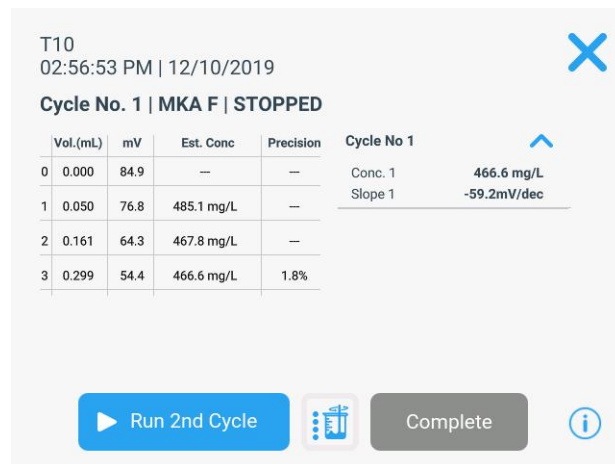 T10
02:56:53 PM | 12/10/2019
Cycle No. 1 | MKA F | STOPPED
Vol.(mL) mV Est. Conc Precision
0 0.000 84.9 --- ---
1 0.050 76.8 485.1 mg/L ---
2 0.161 64.3 467.8 mg/L ---
3 0.299 54.4 466.6 mg/L 1.8%
Cycle No 1
Conc. 1 466.6 mg/L
Slope 1 -59.2mV/dec
Run 2nd Cycle
Complete
i